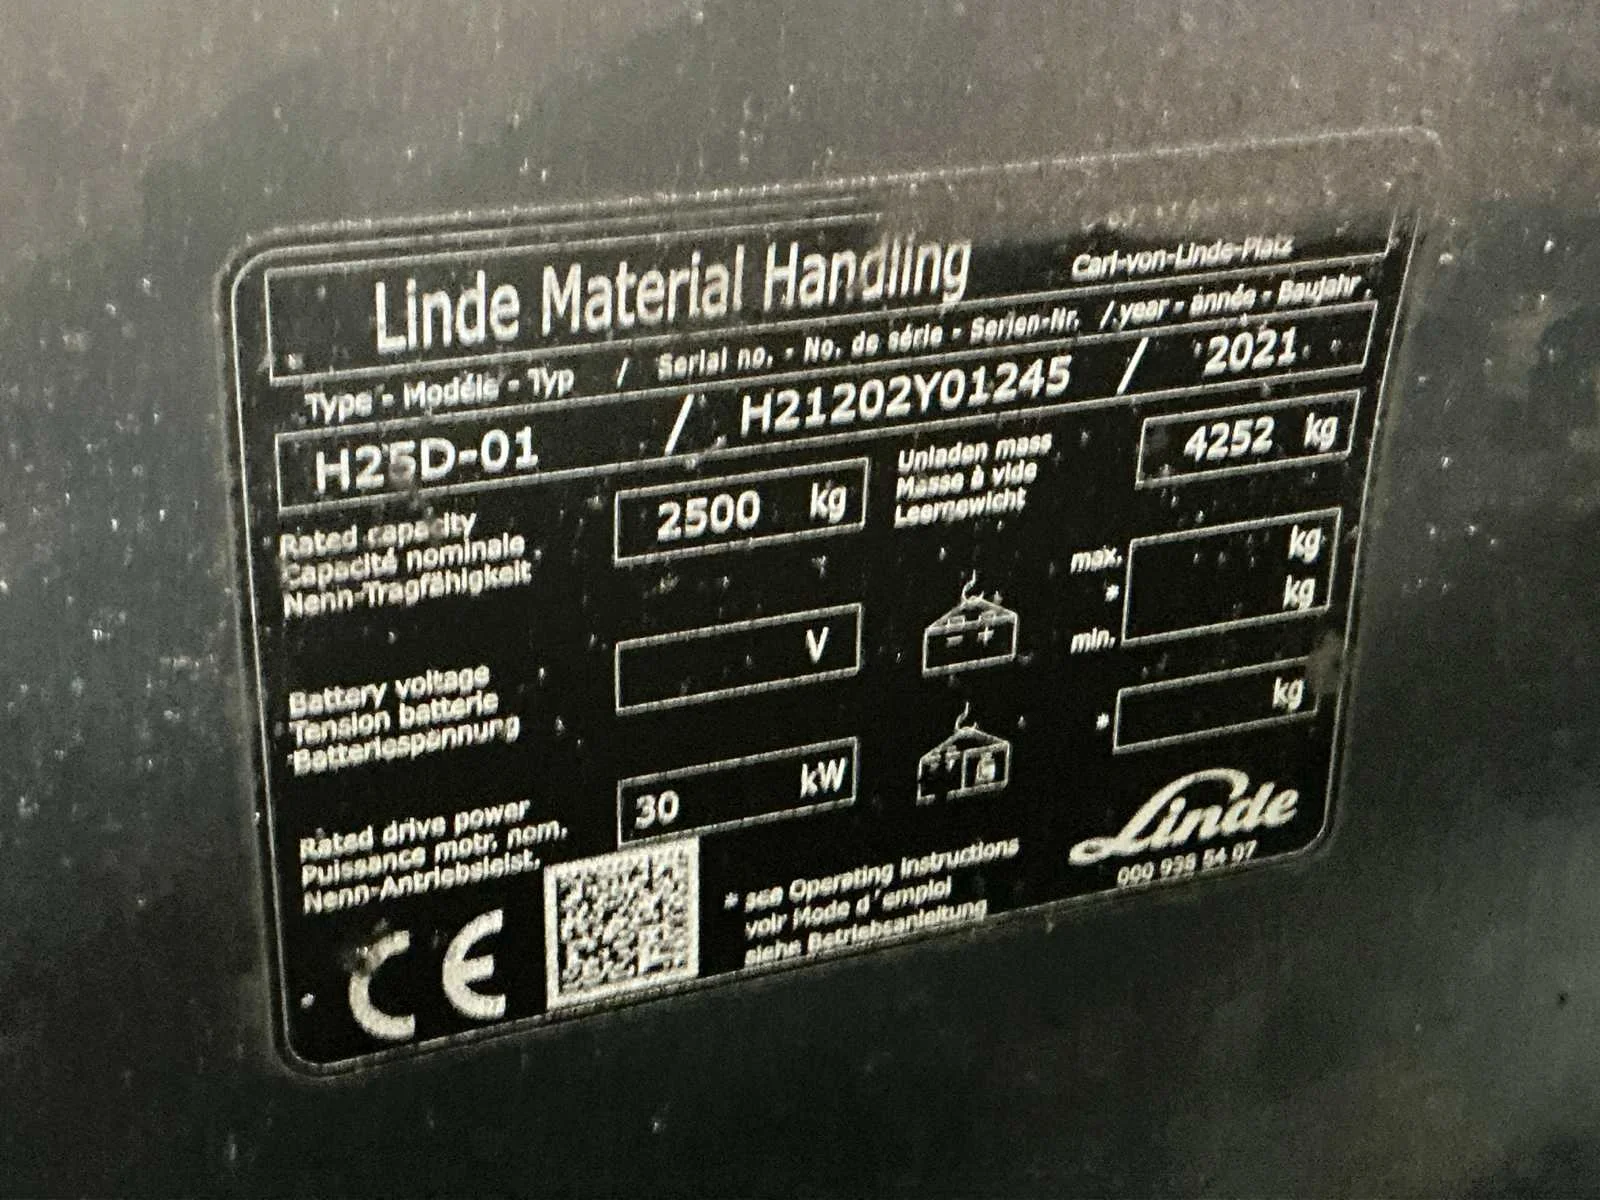 Linde Material Handling
Carl-von-Linde-Platz
Type - Modéle - Typ / Serial no. - No. de série - Serien-Nr. / year - année - Baujahr
H25D-01 / H21202Y01245 / 2021
Rated capacity
Capacité nominale
Nenn-Tragfähigkeit
2500 kg
Unladen mass
Masse à vide
Leergewicht
4252 kg
Battery voltage
Tension batterie
Batteriespannung
V
max. kg
* kg
min.
* kg
Rated drive power
Puissance motr. nom.
Nenn-Antriebsleist.
30 kW
CE
* see Operating instructions
voir Mode d'emploi
siehe Betriebsanleitung
Linde
000 938 54 07